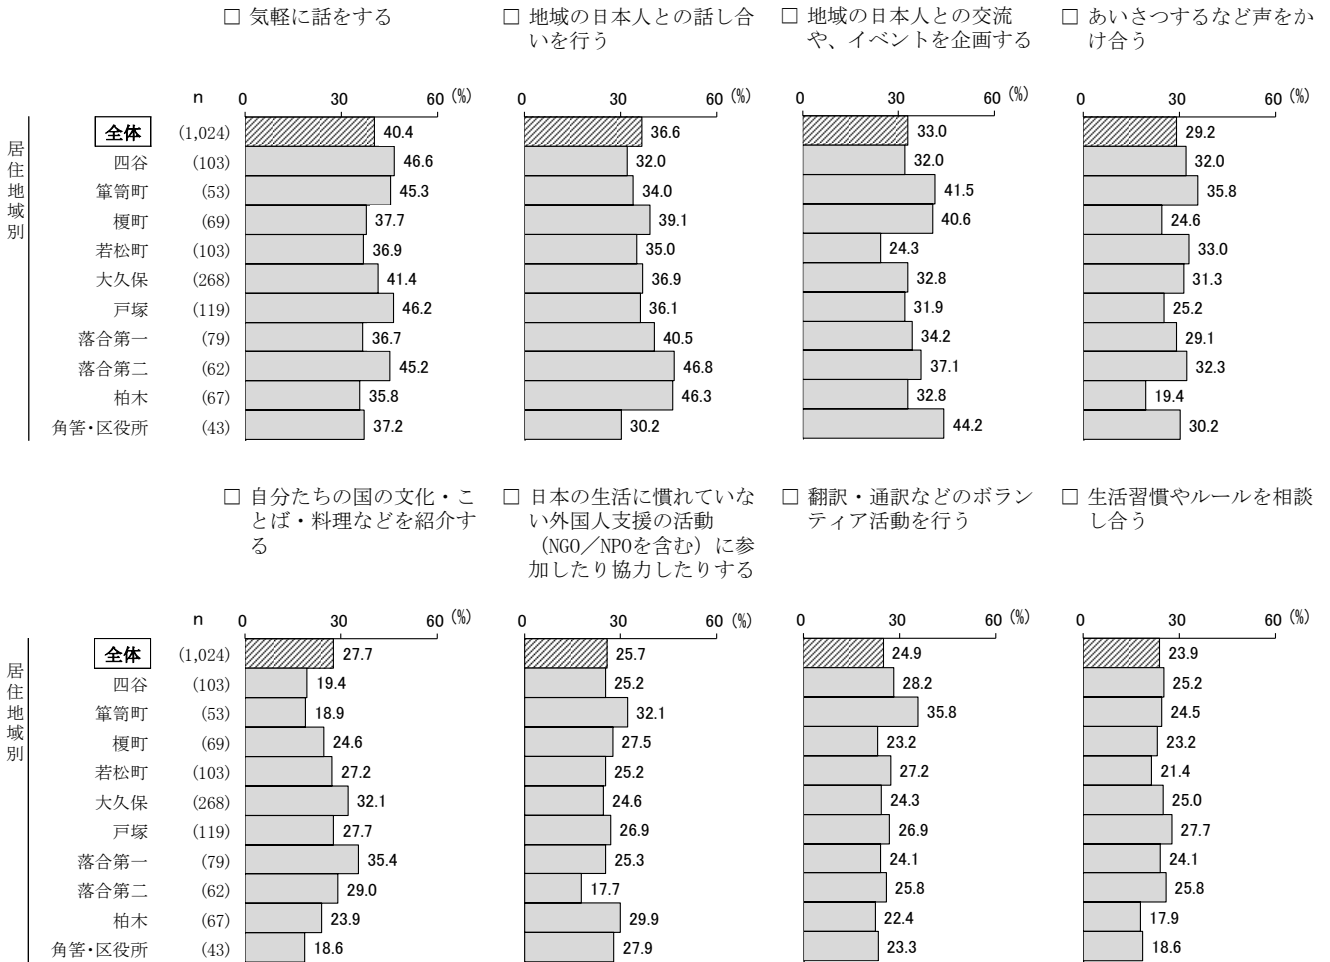 □ 気軽に話をする
□ 地域の日本人との話し合
いを行う
□ 地域の日本人との交流
や、イベントを企画する
□ あいさつするなど声をか
け合う
n 0 30 60 (%) 0 30 60 (%) 0 30 60 (%) 0 30 60 (%)
居住地域別
全体 (1,024) 40.4 36.6 33.0 29.2
四谷 (103) 46.6 32.0 32.0 32.0
簞笥町 (53) 45.3 34.0 41.5 35.8
榎町 (69) 37.7 39.1 40.6 24.6
若松町 (103) 36.9 35.0 24.3 33.0
大久保 (268) 41.4 36.9 32.8 31.3
戸塚 (119) 46.2 36.1 31.9 25.2
落合第一 (79) 36.7 40.5 34.2 29.1
落合第二 (62) 45.2 46.8 37.1 32.3
柏木 (67) 35.8 46.3 32.8 19.4
角筈・区役所 (43) 37.2 30.2 44.2 30.2
□ 自分たちの国の文化・こ
とば・料理などを紹介す
る
□ 日本の生活に慣れていな
い外国人支援の活動
（NGO／NPOを含む）に参
加したり協力したりする
□ 翻訳・通訳などのボラン
ティア活動を行う
□ 生活習慣やルールを相談
し合う
n 0 30 60 (%) 0 30 60 (%) 0 30 60 (%) 0 30 60 (%)
居住地域別
全体 (1,024) 27.7 25.7 24.9 23.9
四谷 (103) 19.4 25.2 28.2 25.2
簞笥町 (53) 18.9 32.1 35.8 24.5
榎町 (69) 24.6 27.5 23.2 23.2
若松町 (103) 27.2 25.2 27.2 21.4
大久保 (268) 32.1 24.6 24.3 25.0
戸塚 (119) 27.7 26.9 26.9 27.7
落合第一 (79) 35.4 25.3 24.1 24.1
落合第二 (62) 29.0 17.7 25.8 25.8
柏木 (67) 23.9 29.9 22.4 17.9
角筈・区役所 (43) 18.6 27.9 23.3 18.6